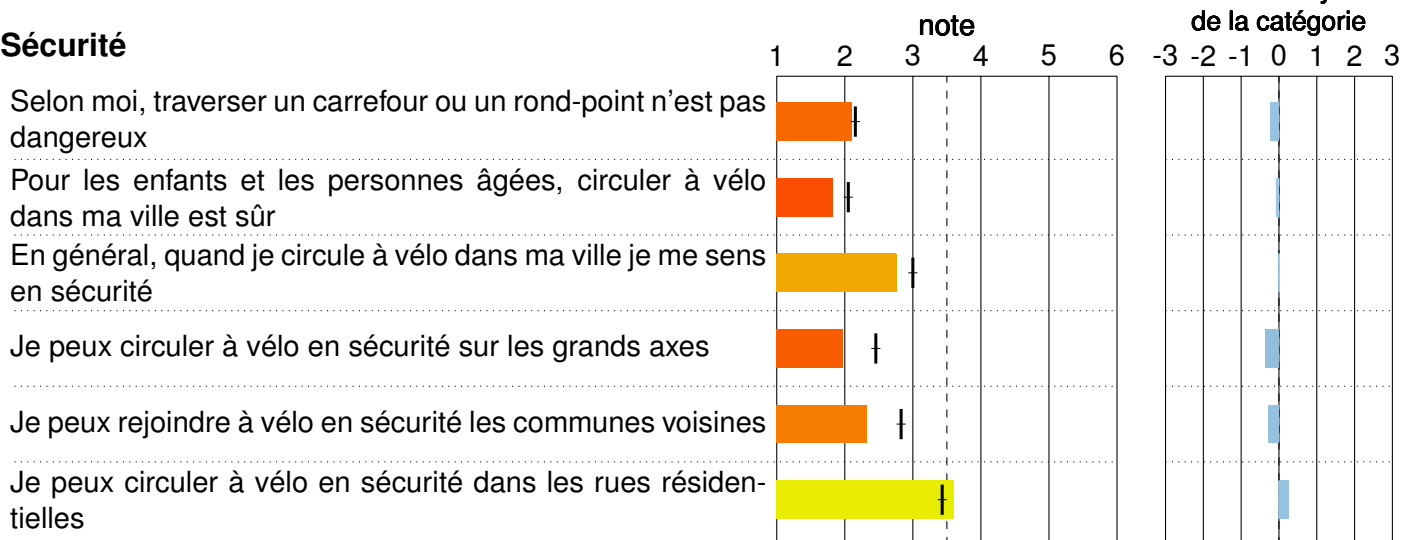 note
de la catégorie
Sécurité
1 2 3 4 5 6
-3 -2 -1 0 1 2 3
Selon moi, traverser un carrefour ou un rond-point n'est pas
dangereux
Pour les enfants et les personnes âgées, circuler à vélo
dans ma ville est sûr
En général, quand je circule à vélo dans ma ville je me sens
en sécurité
Je peux circuler à vélo en sécurité sur les grands axes
Je peux rejoindre à vélo en sécurité les communes voisines
Je peux circuler à vélo en sécurité dans les rues résiden-
tielles